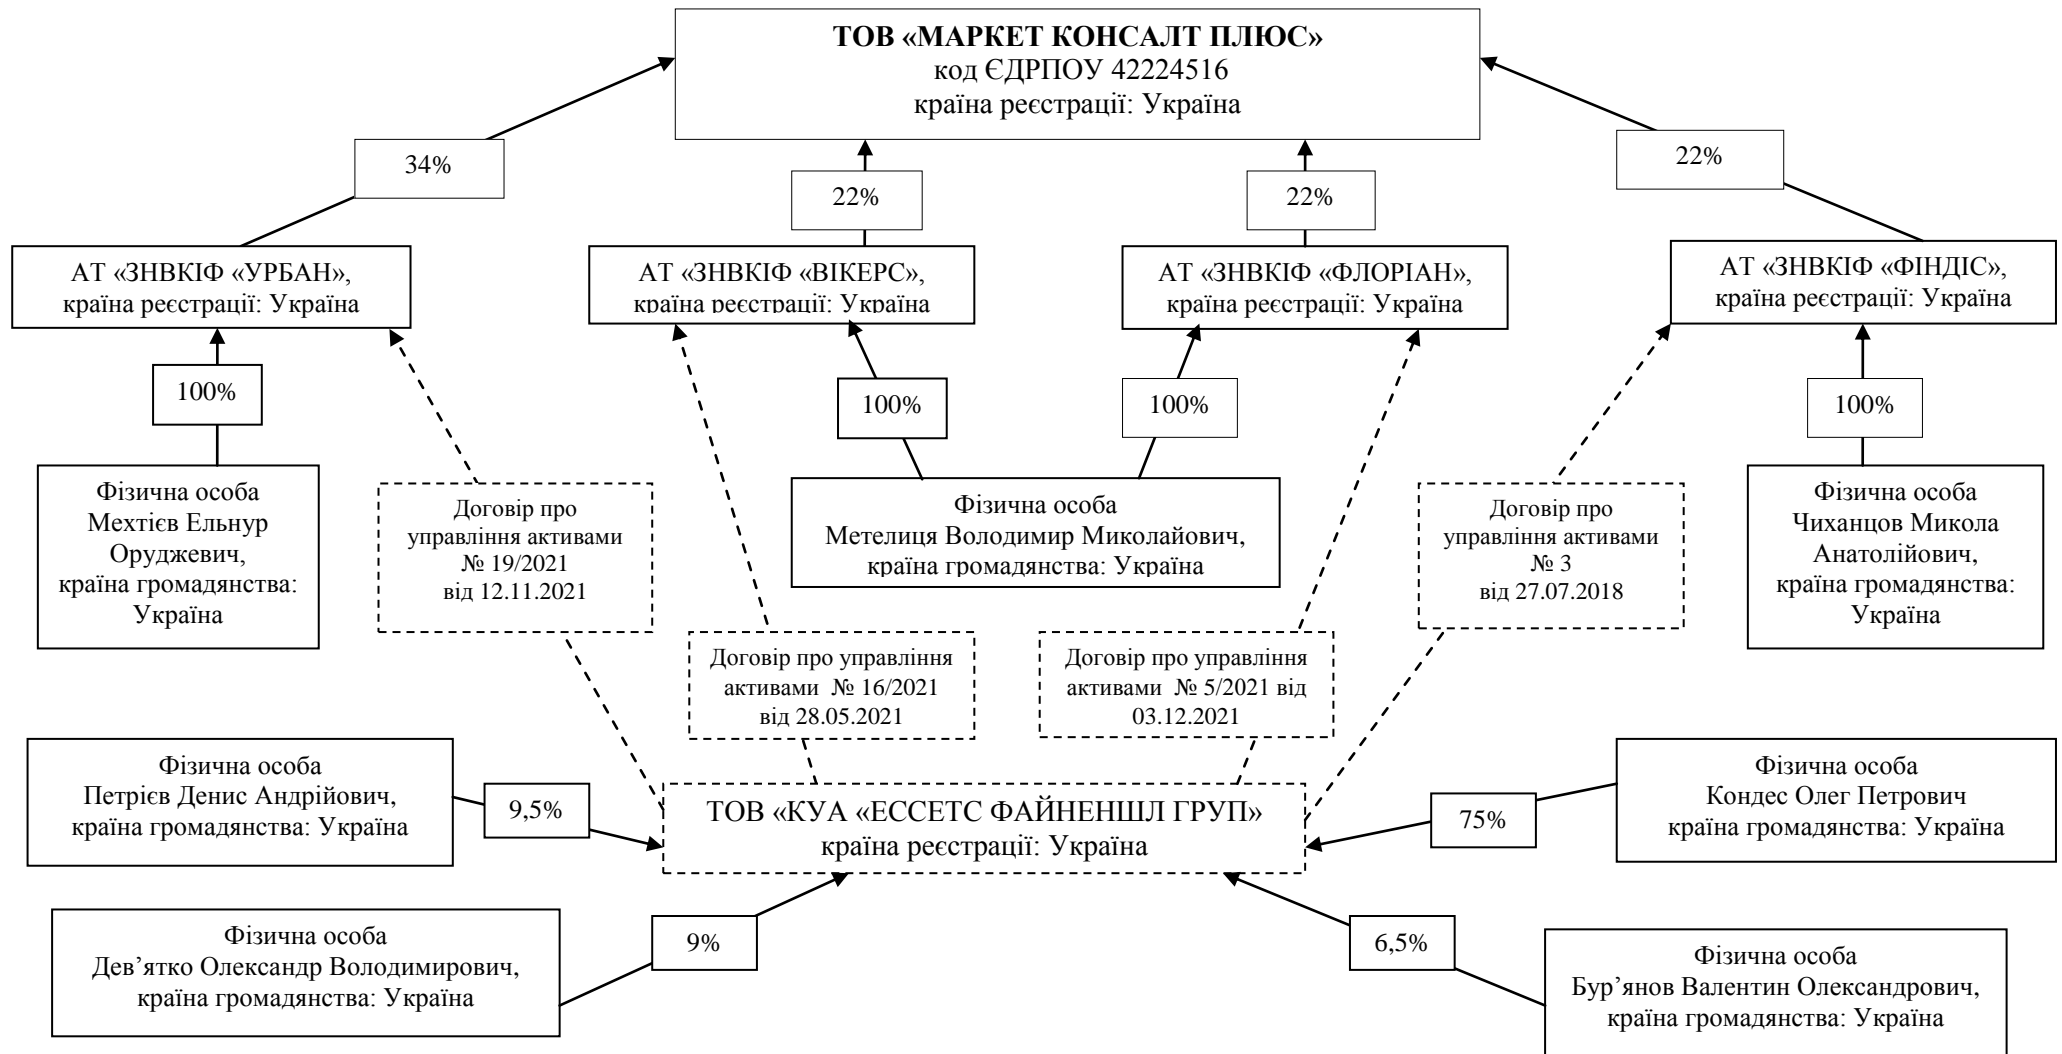 ТОВ «МАРКЕТ КОНСАЛТ ПЛЮС»
код ЄДРПОУ 42224516
країна реєстрації: Україна
34%
22%
22%
22%
АТ «ЗНВКІФ «УРБАН»,
країна реєстрації: Україна
АТ «ЗНВКІФ «ВІКЕРС»,
країна реєстрації: Україна
АТ «ЗНВКІФ «ФЛОРІАН»,
країна реєстрації: Україна
АТ «ЗНВКІФ «ФІНДІС»,
країна реєстрації: Україна
100%
100%
100%
100%
Фізична особа
Мехтієв Ельнур
Оруджевич,
країна громадянства:
Україна
Договір про
управління активами
№ 19/2021
від 12.11.2021
Фізична особа
Метелиця Володимир Миколайович,
країна громадянства: Україна
Договір про
управління активами
№ 3
від 27.07.2018
Фізична особа
Чиханцов Микола
Анатолійович,
країна громадянства:
Україна
Договір про управління
активами № 16/2021
від 28.05.2021
Договір про управління
активами № 5/2021 від
03.12.2021
Фізична особа
Петрієв Денис Андрійович,
країна громадянства: Україна
9,5%
ТОВ «КУА «ЕССЕТС ФАЙНЕНШЛ ГРУП»
країна реєстрації: Україна
75%
Фізична особа
Кондес Олег Петрович
країна громадянства: Україна
Фізична особа
Дев’ятко Олександр Володимирович,
країна громадянства: Україна
9%
6,5%
Фізична особа
Бур’янов Валентин Олександрович,
країна громадянства: Україна